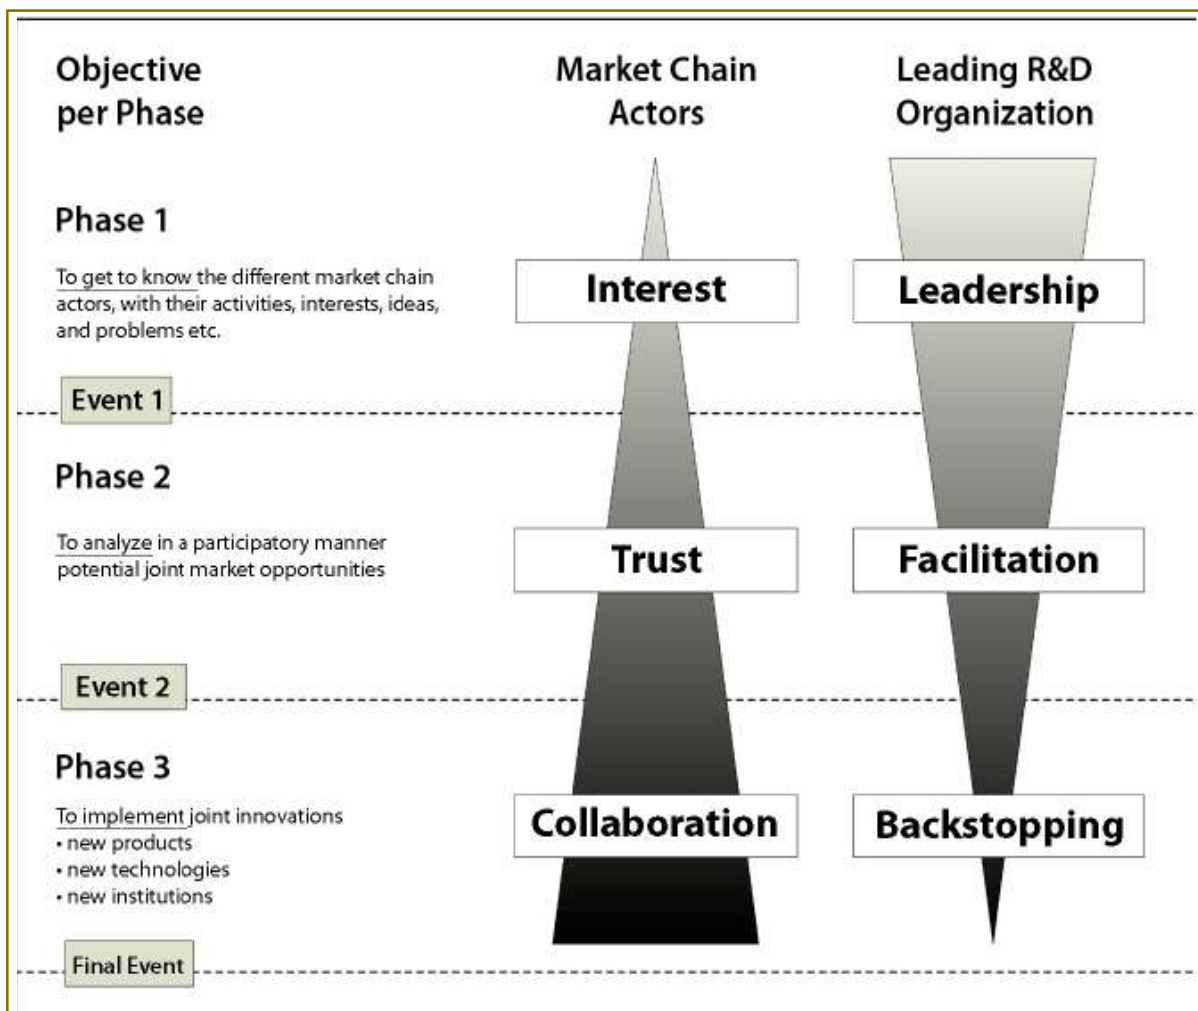 Objective
per Phase
Market Chain
Actors
Leading R&D
Organization
Phase 1
To get to know the different market chain
actors, with their activities, interests, ideas,
and problems etc.
Interest
Leadership
Event 1
Phase 2
To analyze in a participatory manner
potential joint market opportunities
Trust
Facilitation
Event 2
Phase 3
To implement joint innovations
• new products
• new technologies
• new institutions
Collaboration
Backstopping
Final Event